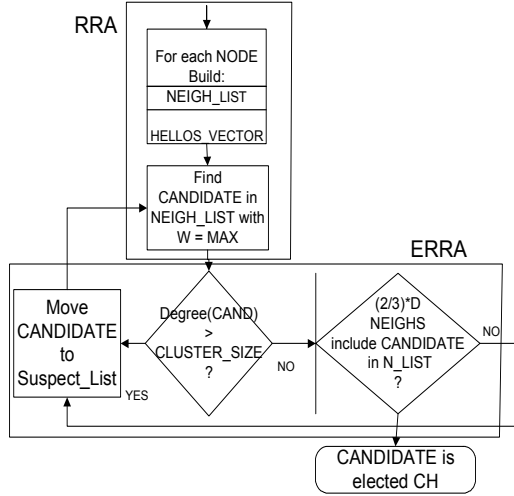 RRA
For each NODE
Build:
NEIGH_LIST
HELLOS_VECTOR
Find
CANDIDATE in
NEIGH_LIST with
W = MAX
ERRA
Move
CANDIDATE
to
Suspect_List
Degree(CAND)
>
CLUSTER_SIZE
?
YES
NO
(2/3)*D
NEIGHS
include CANDIDATE
in N_LIST
?
NO
CANDIDATE is
elected CH